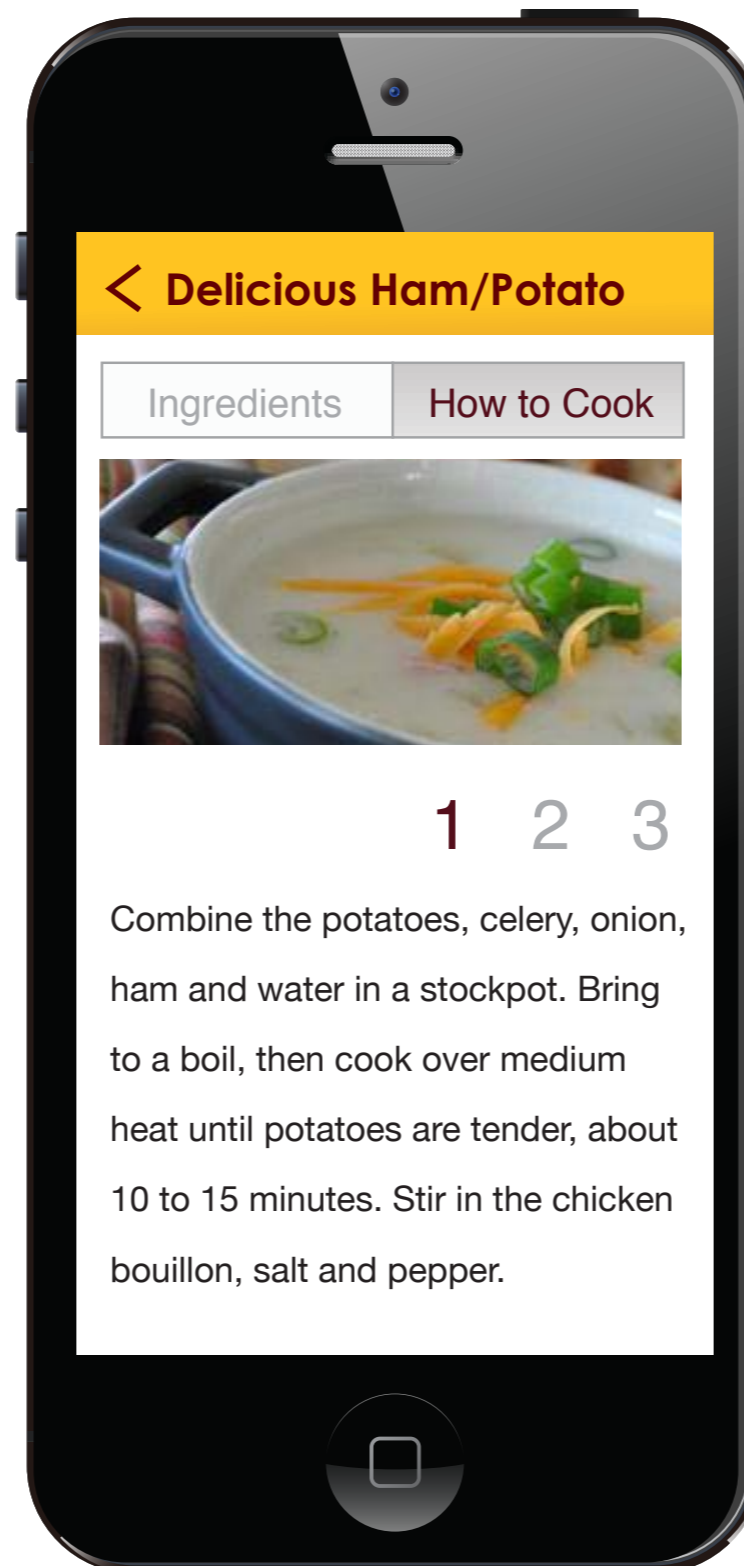 Delicious Ham/Potato
Ingredients How to Cook
1 2 3
Combine the potatoes, celery, onion,
ham and water in a stockpot. Bring
to a boil, then cook over medium
heat until potatoes are tender, about
10 to 15 minutes. Stir in the chicken
bouillon, salt and pepper.